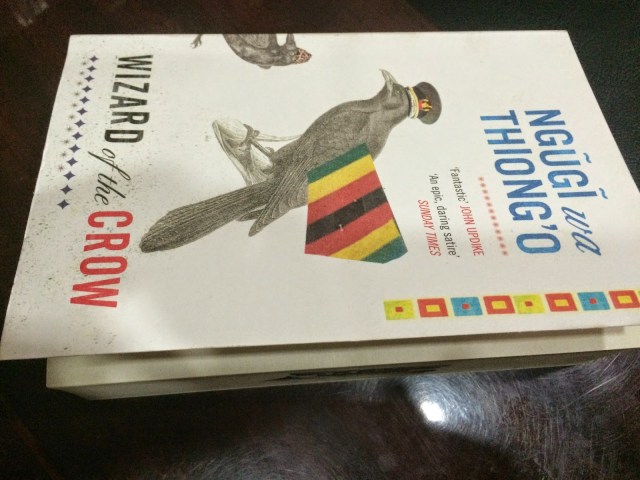 NGŨGĨ wa
THIONG'O
'Fantastic' JOHN UPDIKE
'An epic, daring satire'
SUNDAY TIMES
WIZARD of the CROW